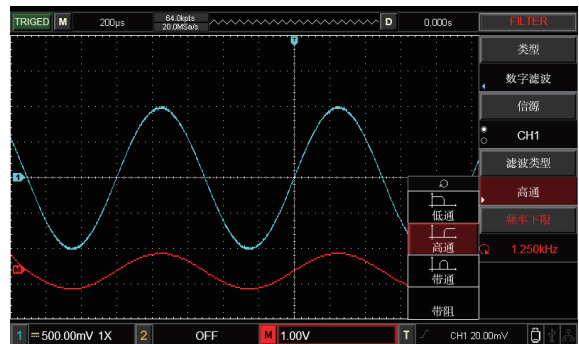 TRIGED M 200μs 64.0kpts D 0.000s FILTER
20.0MSa/s
T
类型
数字滤波
信源
CH1
滤波类型
高通
频率下限
1.250kHz
低通
高通
带通
带阻
1
M
1 500.00mV 1X 2 OFF M 1.00V T CH1 20.00mV